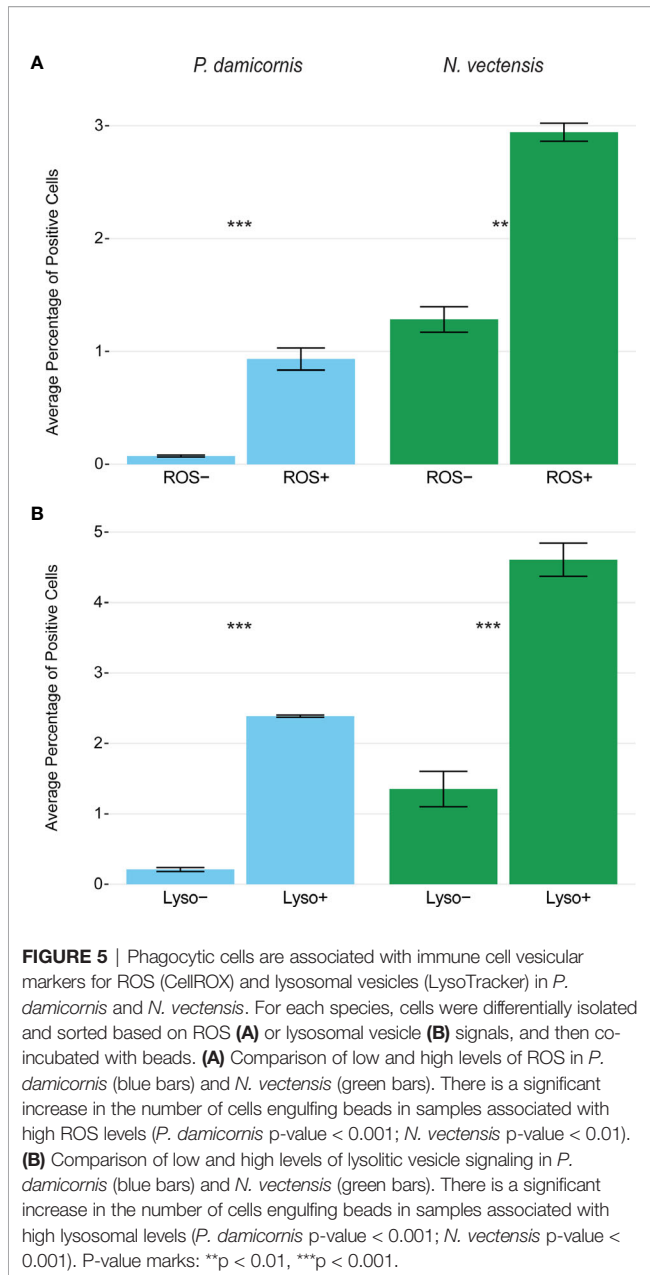 A
P. damicornis
N. vectensis
Average Percentage of Positive Cells
3
2
1
0
***
**
ROS−
ROS+
ROS−
ROS+
B
Average Percentage of Positive Cells
5
4
3
2
1
0
***
***
Lyso−
Lyso+
Lyso−
Lyso+
FIGURE 5 | Phagocytic cells are associated with immune cell vesicular
markers for ROS (CellROX) and lysosomal vesicles (LysoTracker) in P.
damicornis and N. vectensis. For each species, cells were differentially isolated
and sorted based on ROS (A) or lysosomal vesicle (B) signals, and then co-
incubated with beads. (A) Comparison of low and high levels of ROS in P.
damicornis (blue bars) and N. vectensis (green bars). There is a significant
increase in the number of cells engulfing beads in samples associated with
high ROS levels (P. damicornis p-value < 0.001; N. vectensis p-value < 0.01).
(B) Comparison of low and high levels of lysolitic vesicle signaling in P.
damicornis (blue bars) and N. vectensis (green bars). There is a significant
increase in the number of cells engulfing beads in samples associated with
high lysosomal levels (P. damicornis p-value < 0.001; N. vectensis p-value <
0.001). P-value marks: **p < 0.01, ***p < 0.001.